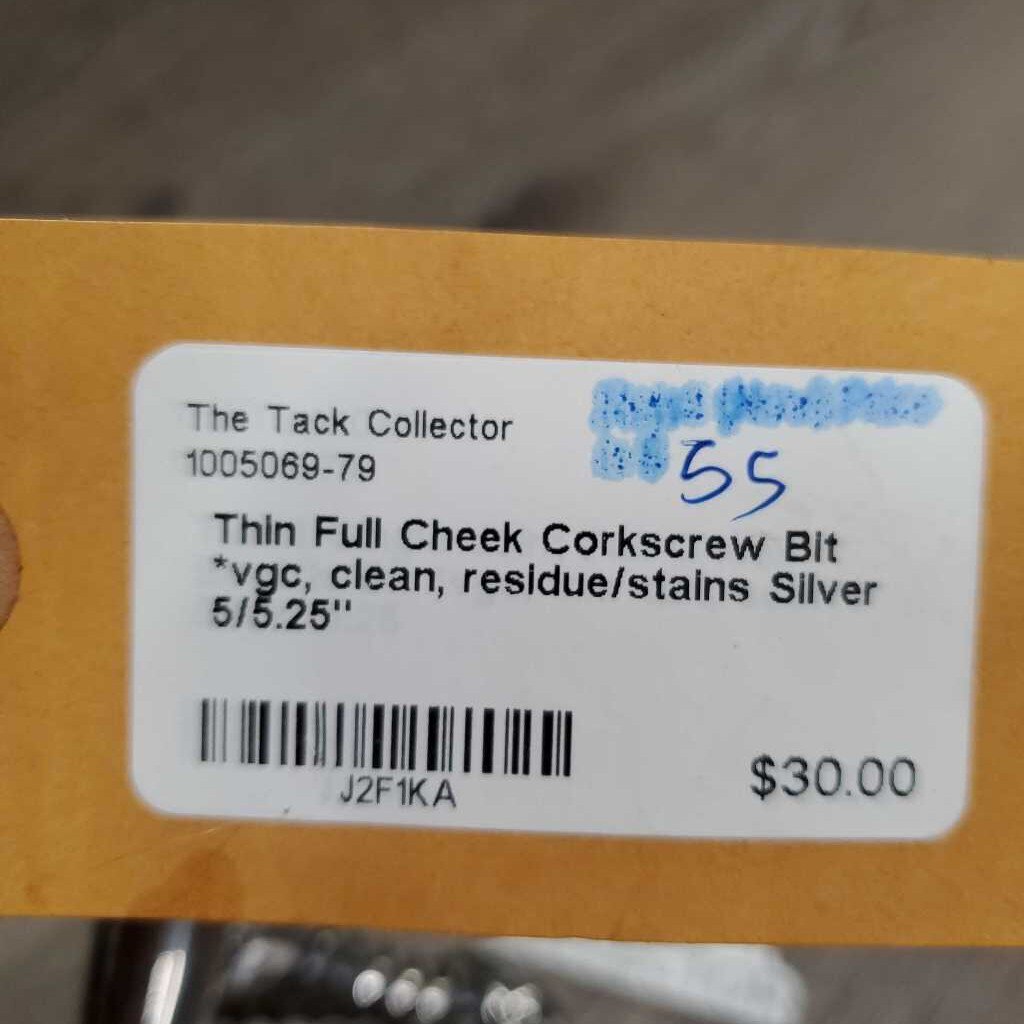 The Tack Collector
1005069-79
55
Thin Full Cheek Corkscrew Bit
*vgc, clean, residue/stains Silver
5/5.25"
J2F1KA
$30.00